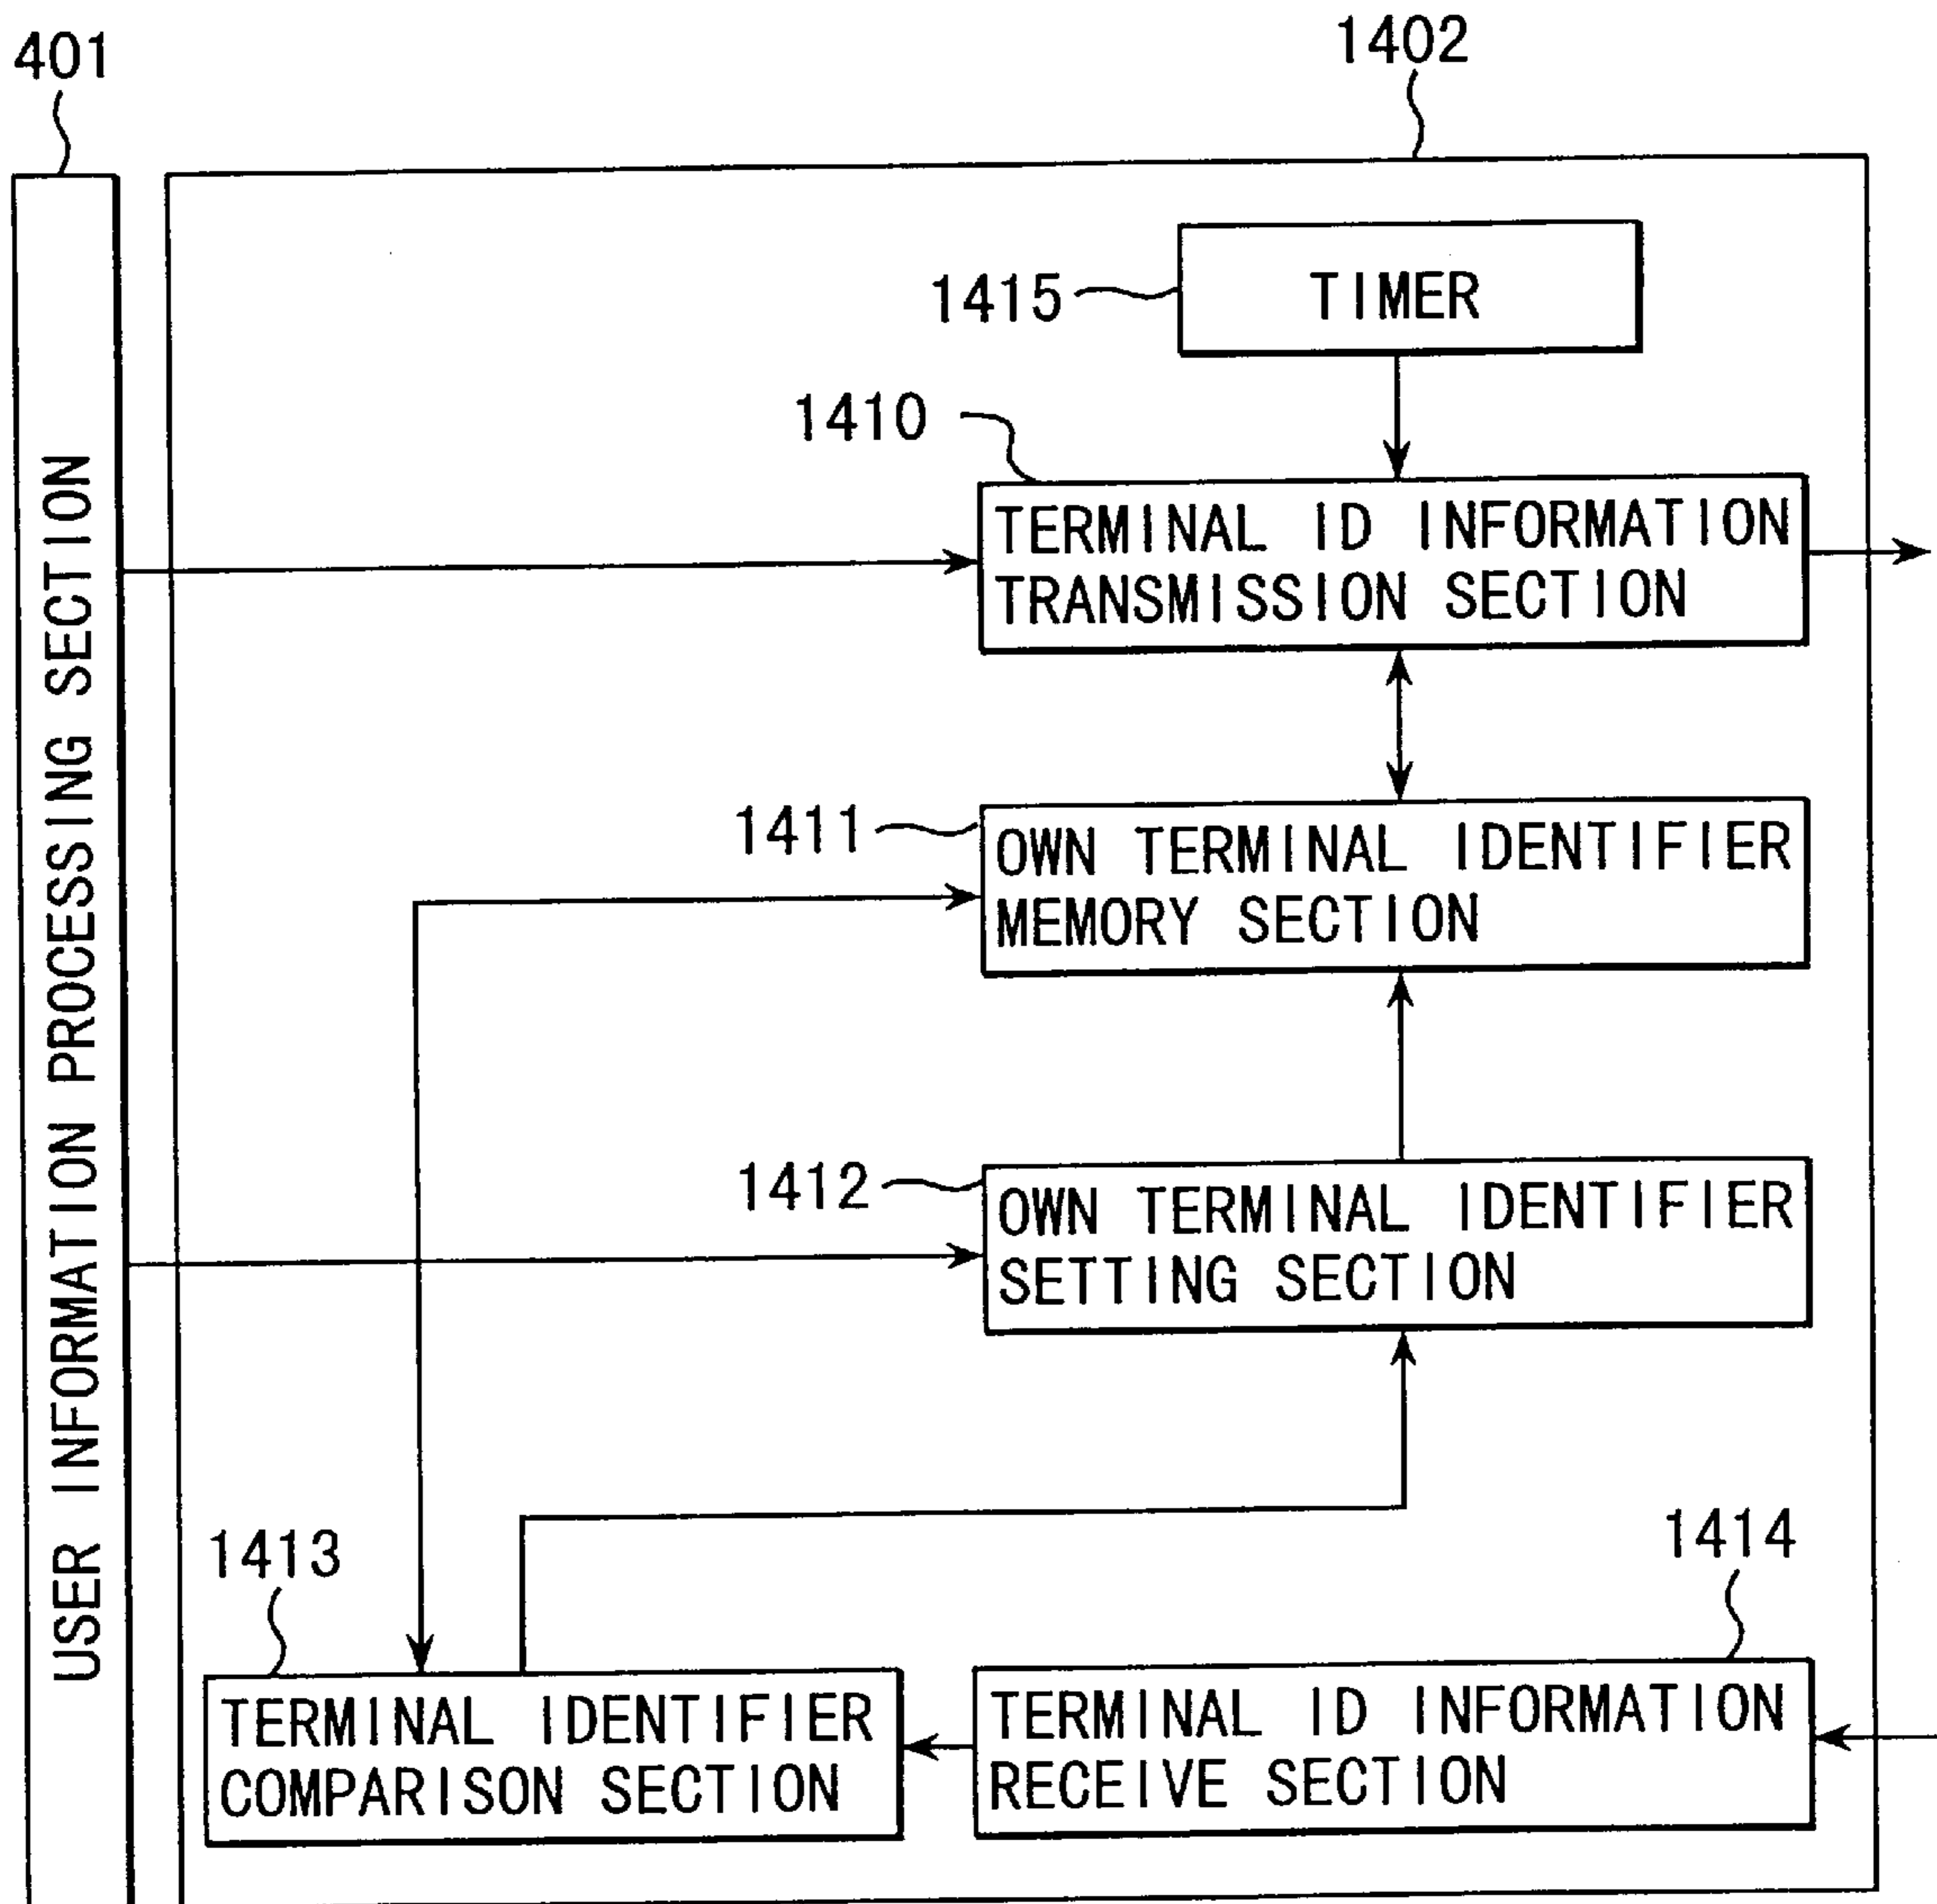 401
1402
1415
TIMER
1410
TERMINAL ID INFORMATION
TRANSMISSION SECTION
USER INFORMATION PROCESSING SECTION
1411
OWN TERMINAL IDENTIFIER
MEMORY SECTION
1412
OWN TERMINAL IDENTIFIER
SETTING SECTION
1413
1414
TERMINAL IDENTIFIER
COMPARISON SECTION
TERMINAL ID INFORMATION
RECEIVE SECTION